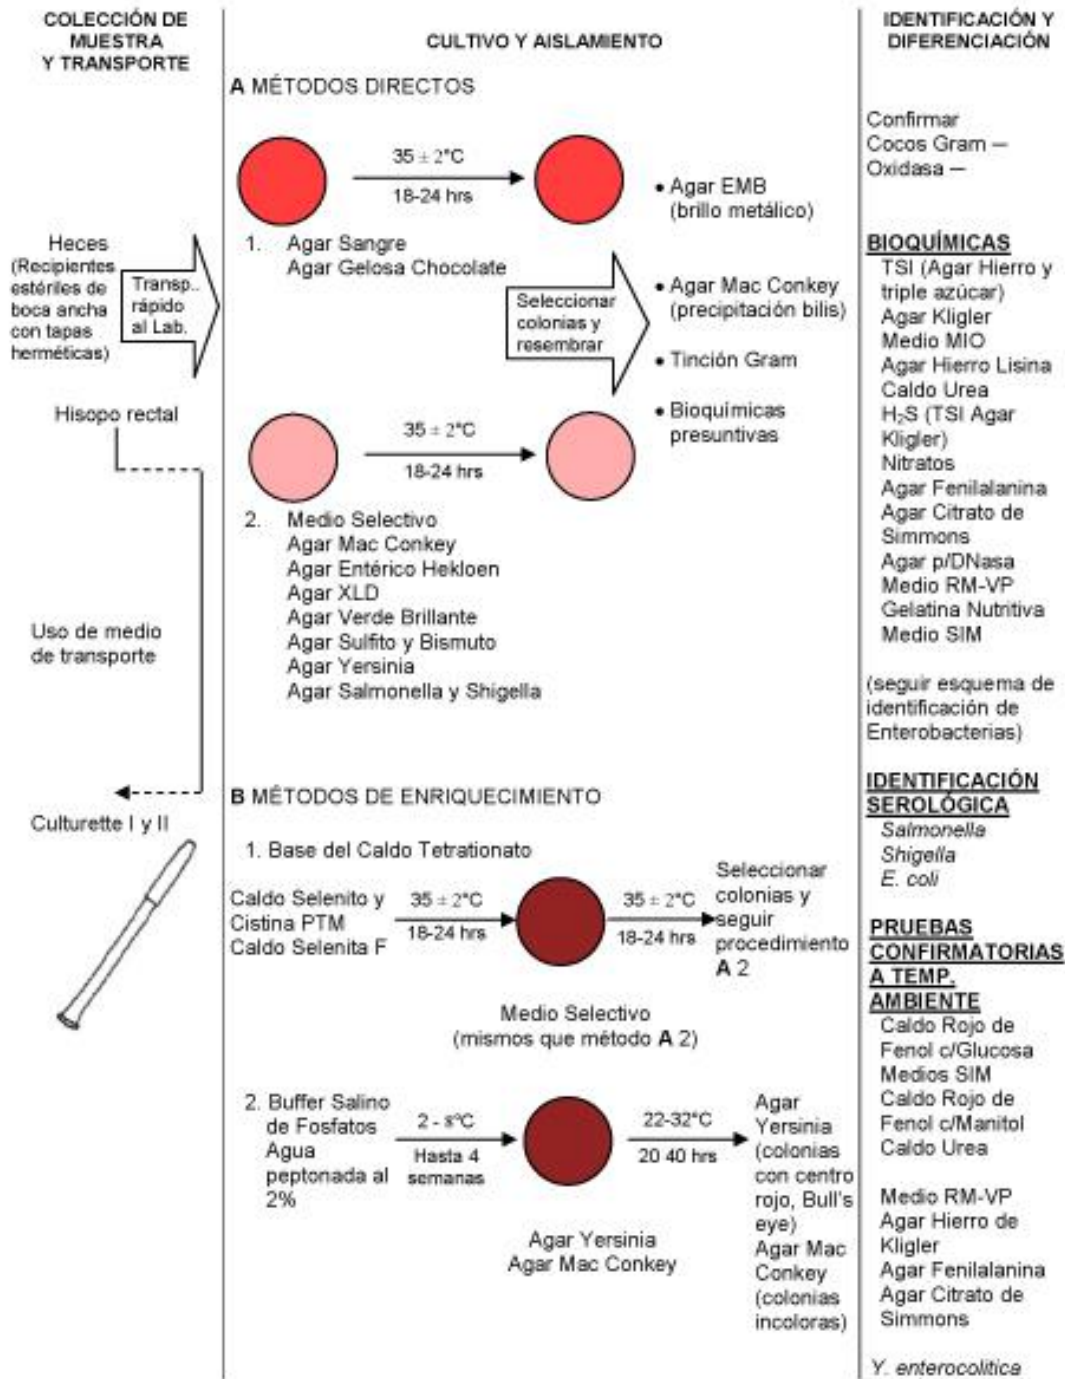 COLECCIÓN DE
MUESTRA
Y TRANSPORTE
Heces
(Recipientes
estériles de
boca ancha
con tapas
herméticas)
Transp..
rápido
al Lab.
Hisopo rectal
Uso de medio
de transporte
Culturette I y II
CULTIVO Y AISLAMIENTO
A MÉTODOS DIRECTOS
35 ± 2°C
18-24 hrs
1. Agar Sangre
Agar Gelosa Chocolate
Seleccionar
colonias y
resembrar
• Agar EMB
(brillo metálico)
• Agar Mac Conkey
(precipitación bilis)
• Tinción Gram
• Bioquímicas
presuntivas
35 ± 2°C
18-24 hrs
2. Medio Selectivo
Agar Mac Conkey
Agar Entérico Hekloen
Agar XLD
Agar Verde Brillante
Agar Sulfito y Bismuto
Agar Yersinia
Agar Salmonella y Shigella
B MÉTODOS DE ENRIQUECIMIENTO
1. Base del Caldo Tetrationato
Caldo Selenito y
Cistina PTM
Caldo Selenita F
35 ± 2°C
18-24 hrs
35 ± 2°C
18-24 hrs
Seleccionar
colonias y
seguir
procedimiento
A 2
Medio Selectivo
(mismos que método A 2)
2. Buffer Salino
de Fosfatos
Agua
peptonada al
2%
2 - 8°C
Hasta 4
semanas
22-32°C
20 40 hrs
Agar Yersinia
Agar Mac Conkey
Agar
Yersinia
(colonias
con centro
rojo, Bull's
eye)
Agar Mac
Conkey
(colonias
incoloras)
IDENTIFICACIÓN Y
DIFERENCIACIÓN
Confirmar
Cocos Gram —
Oxidasa —
BIOQUÍMICAS
TSI (Agar Hierro y
triple azúcar)
Agar Kligler
Medio MIO
Agar Hierro Lisina
Caldo Urea
H₂S (TSI Agar
Kligler)
Nitratos
Agar Fenilalanina
Agar Citrato de
Simmons
Agar p/DNasa
Medio RM-VP
Gelatina Nutritiva
Medio SIM
(seguir esquema de
identificación de
Enterobacterias)
IDENTIFICACIÓN
SEROLÓGICA
Salmonella
Shigella
E. coli
PRUEBAS
CONFIRMATORIAS
A TEMP.
AMBIENTE
Caldo Rojo de
Fenol c/Glucosa
Medios SIM
Caldo Rojo de
Fenol c/Manitol
Caldo Urea
Medio RM-VP
Agar Hierro de
Kligler
Agar Fenilalanina
Agar Citrato de
Simmons
Y. enterocolitica